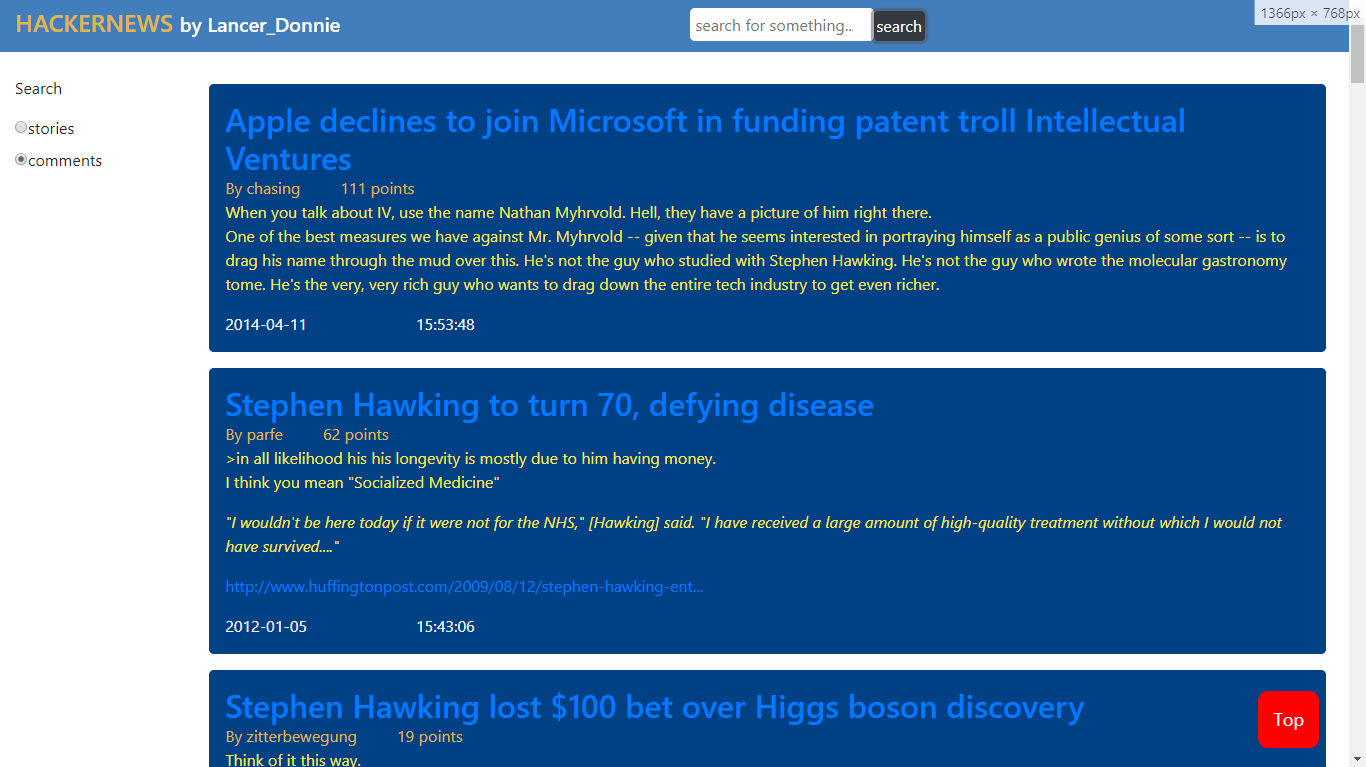 HACKERNEWS by Lancer_Donnie
search for something...
search
1366px × 768px
Search
stories
comments
Apple declines to join Microsoft in funding patent troll Intellectual
Ventures
By chasing 111 points
When you talk about IV, use the name Nathan Myhrvold. Hell, they have a picture of him right there.
One of the best measures we have against Mr. Myhrvold -- given that he seems interested in portraying himself as a public genius of some sort -- is to
drag his name through the mud over this. He's not the guy who studied with Stephen Hawking. He's not the guy who wrote the molecular gastronomy
tome. He's the very, very rich guy who wants to drag down the entire tech industry to get even richer.
2014-04-11 15:53:48
Stephen Hawking to turn 70, defying disease
By parfe 62 points
>in all likelihood his his longevity is mostly due to him having money.
I think you mean "Socialized Medicine"
"I wouldn't be here today if it were not for the NHS," [Hawking] said. "I have received a large amount of high-quality treatment without which I would not
have survived...."
http://www.huffingtonpost.com/2009/08/12/stephen-hawking-ent...
2012-01-05 15:43:06
Stephen Hawking lost $100 bet over Higgs boson discovery
By zitterbewegung 19 points
Think of it this way.
Top